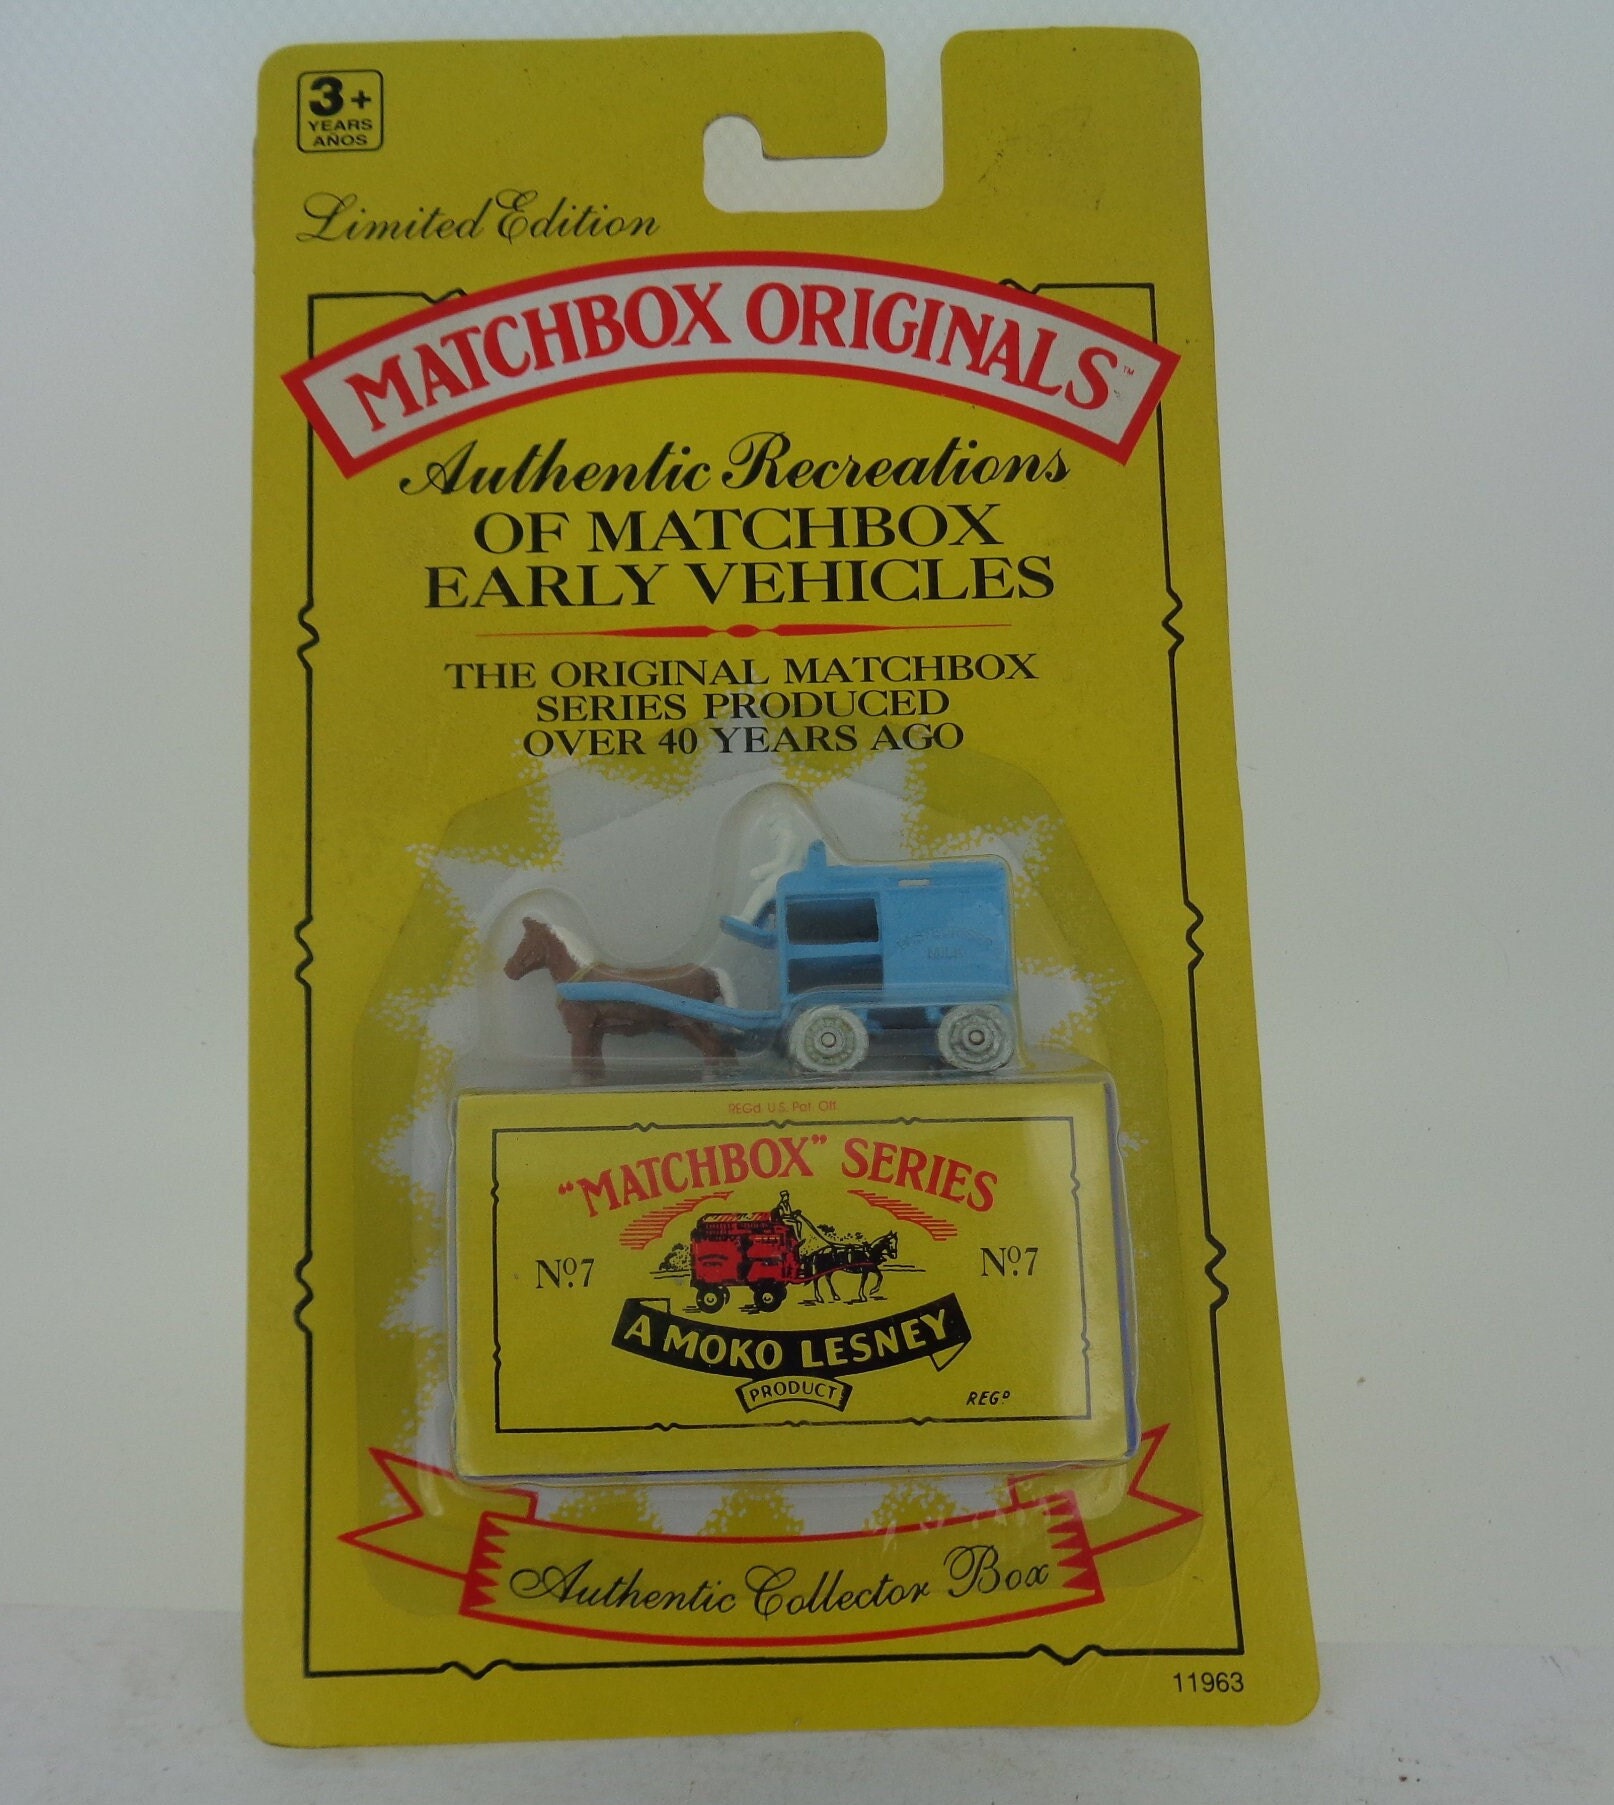 3+
YEARS
AÑOS
Limited Edition
MATCHBOX ORIGINALS™
Authentic Recreations
OF MATCHBOX
EARLY VEHICLES
THE ORIGINAL MATCHBOX
SERIES PRODUCED
OVER 40 YEARS AGO
REGd U.S. Pat. Off.
"MATCHBOX" SERIES
Nº.7 Nº.7
A MOKO LESNEY
PRODUCT
REGD
Authentic Collector Box
11963